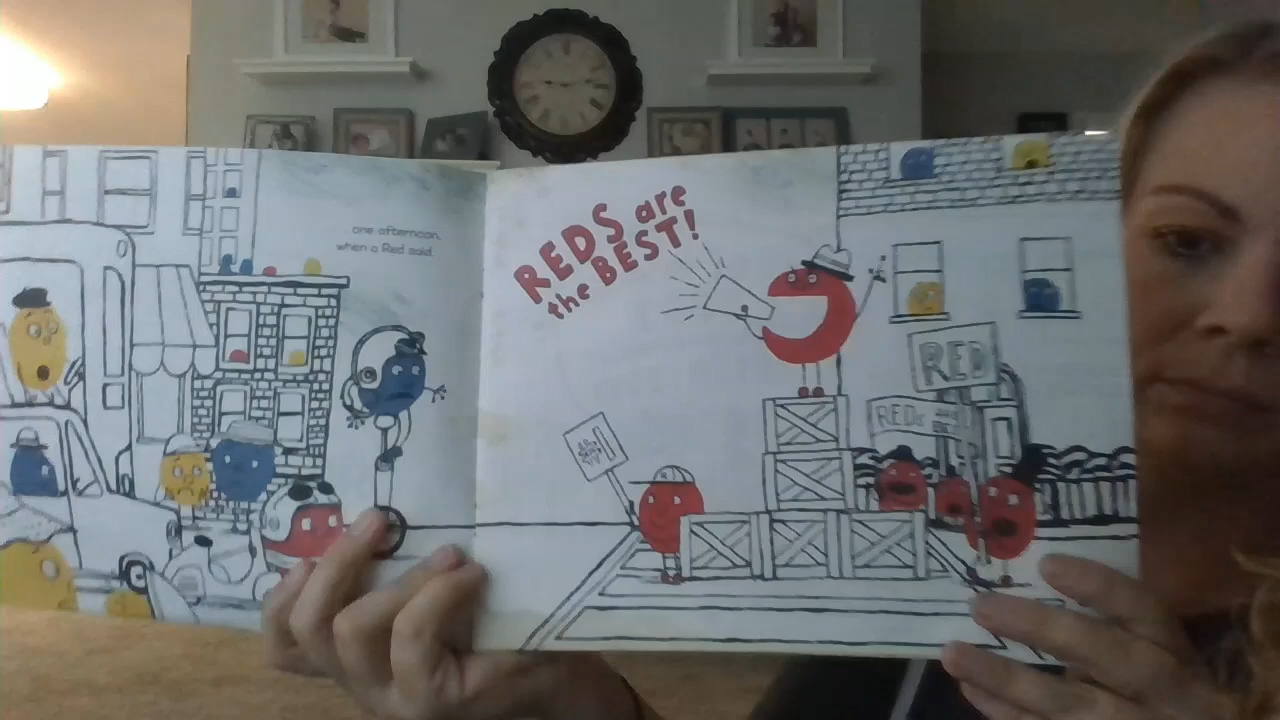 one afternoon,
when a Red said,
REDS are
the BEST!
RED
REDs
R